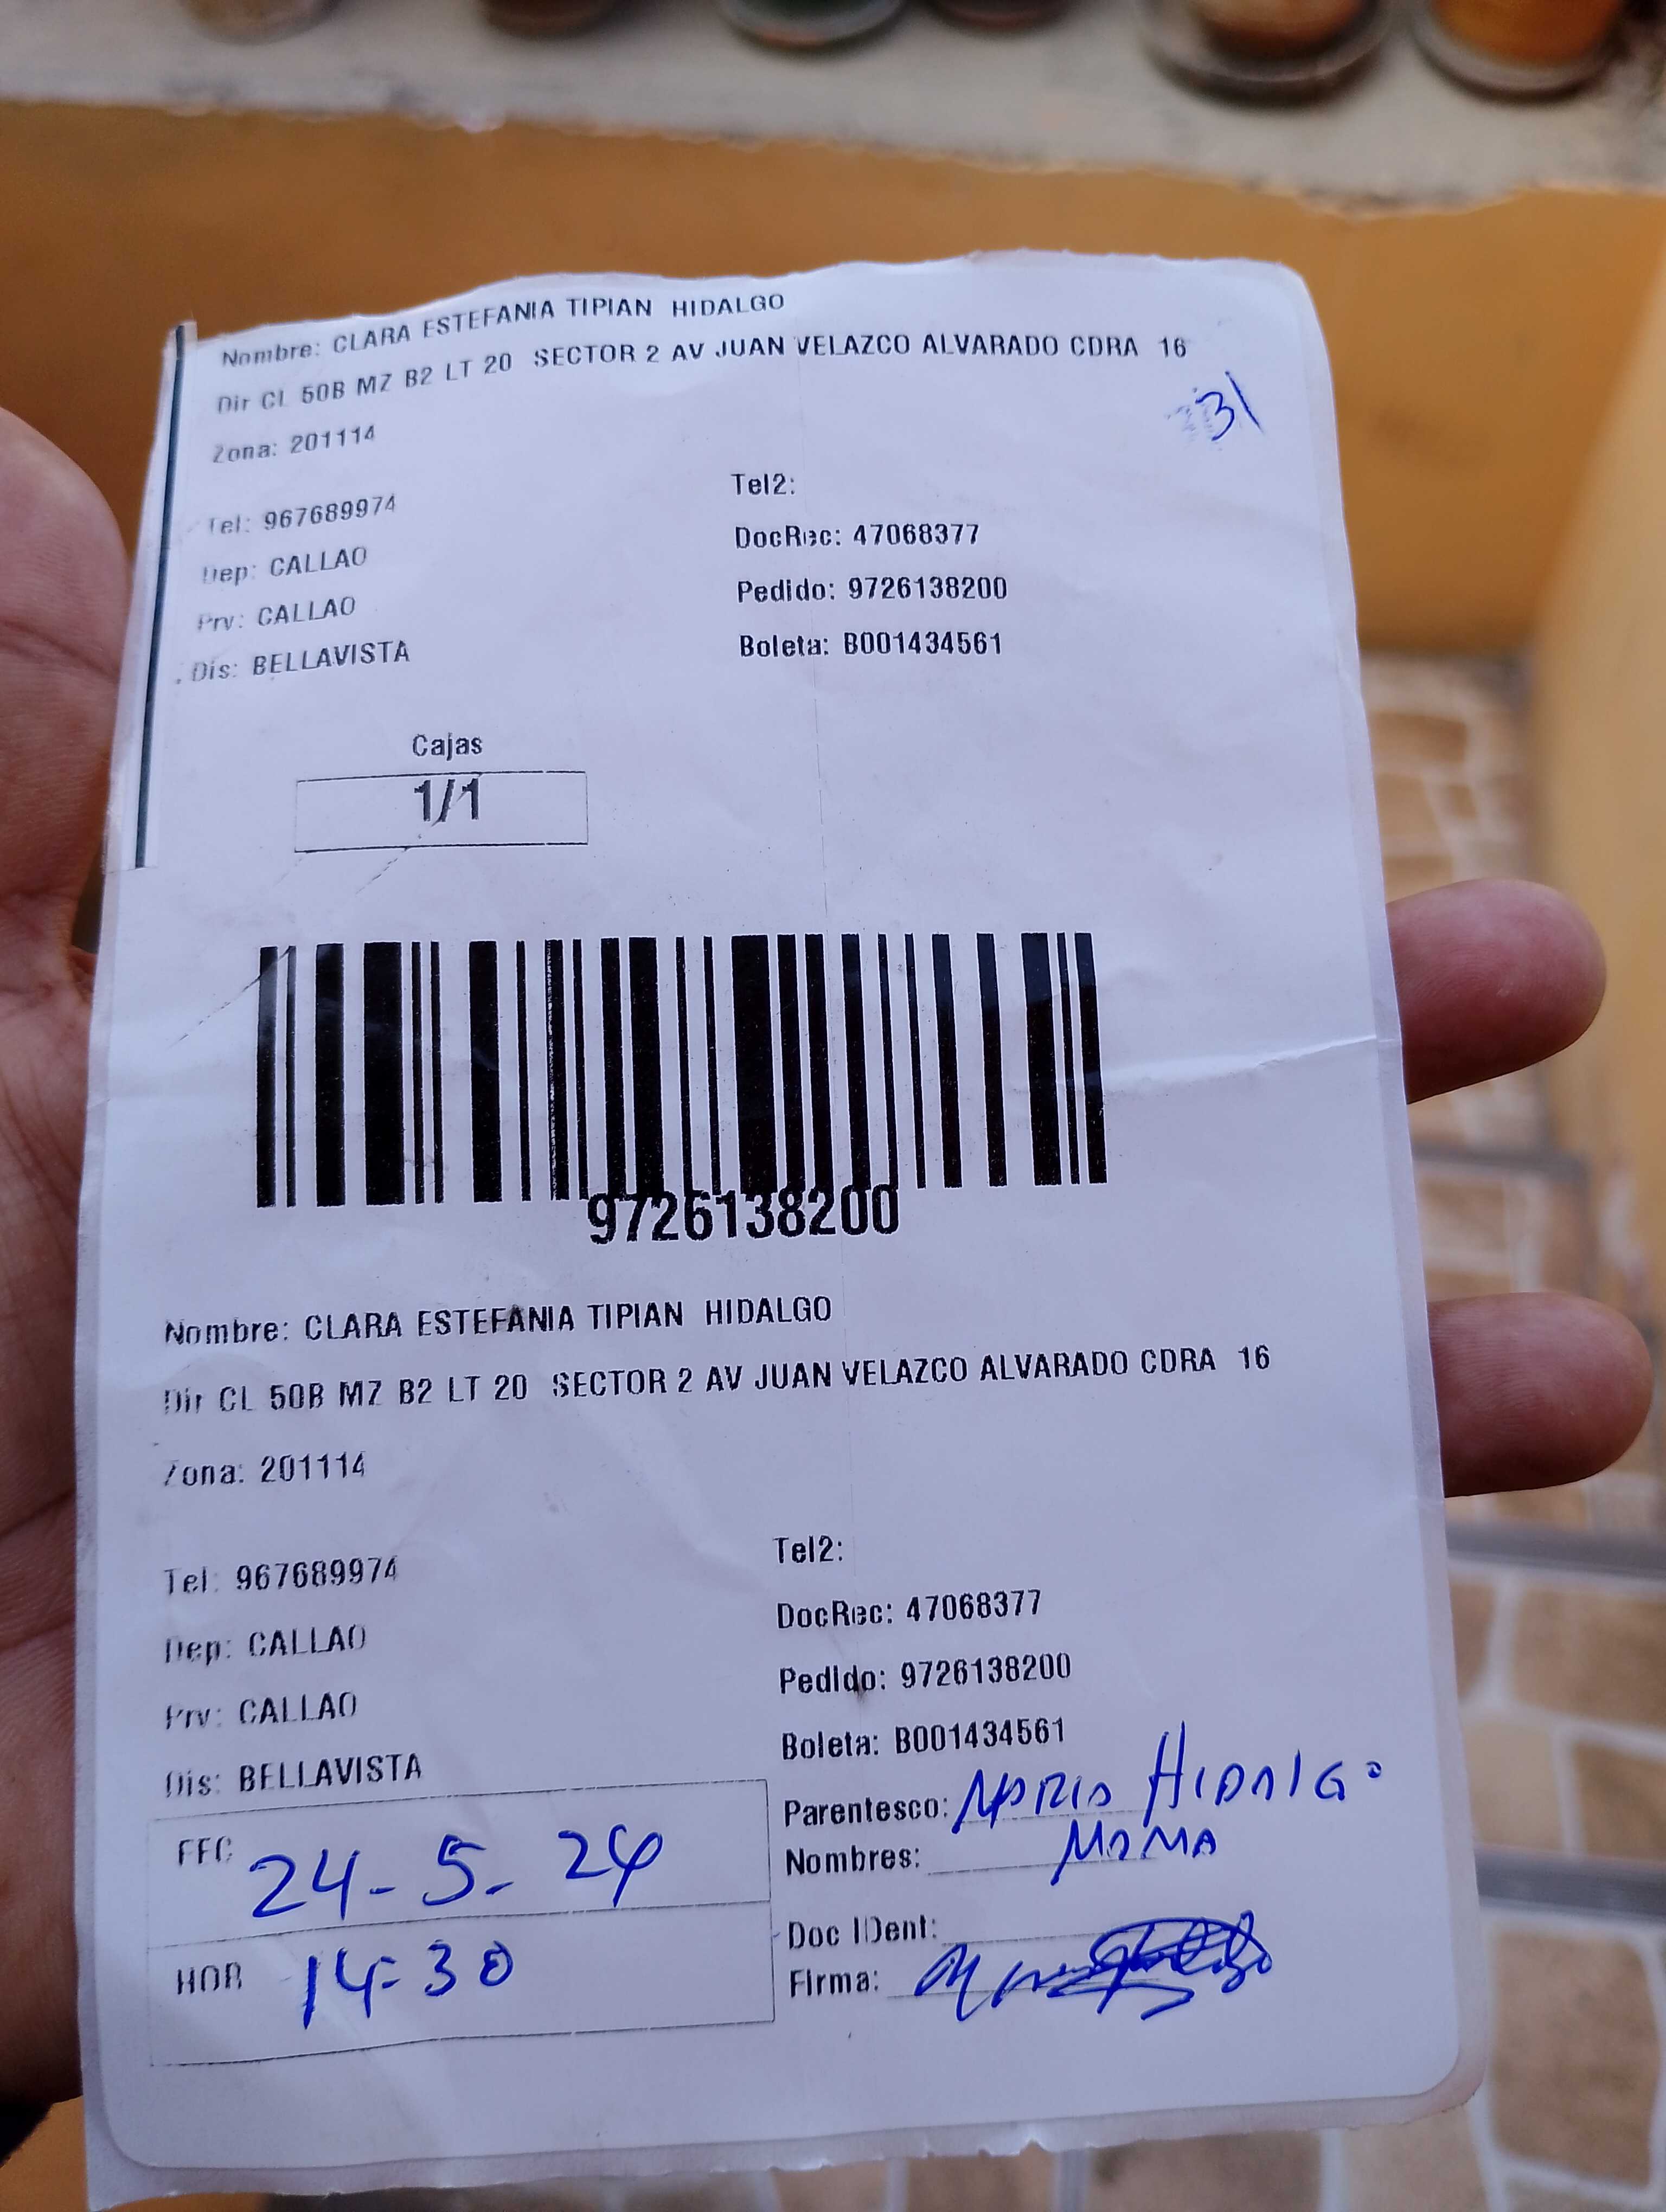 Nombre: CLARA ESTEFANIA TIPIAN HIDALGO
Dir CL 50B MZ B2 LT 20 SECTOR 2 AV JUAN VELAZCO ALVARADO CDRA 16
31
Zona: 201114
Tel: 967689974
Tel2:
Dep: CALLAO
DocRec: 47068377
Prv: CALLAO
Pedido: 9726138200
Dis: BELLAVISTA
Boleta: B001434561
Cajas
1/1
9726138200
Nombre: CLARA ESTEFANIA TIPIAN HIDALGO
Dir CL 50B MZ B2 LT 20 SECTOR 2 AV JUAN VELAZCO ALVARADO CDRA 16
Zona: 201114
Tel: 967689974
Tel2:
Dep: CALLAO
DocRec: 47068377
Prv: CALLAO
Pedido: 9726138200
Dis: BELLAVISTA
Boleta: B001434561
Parentesco: HIDALGO
Nombres:
FEC 24-5-24
Doc IDent:
HOR 14-30
Firma: